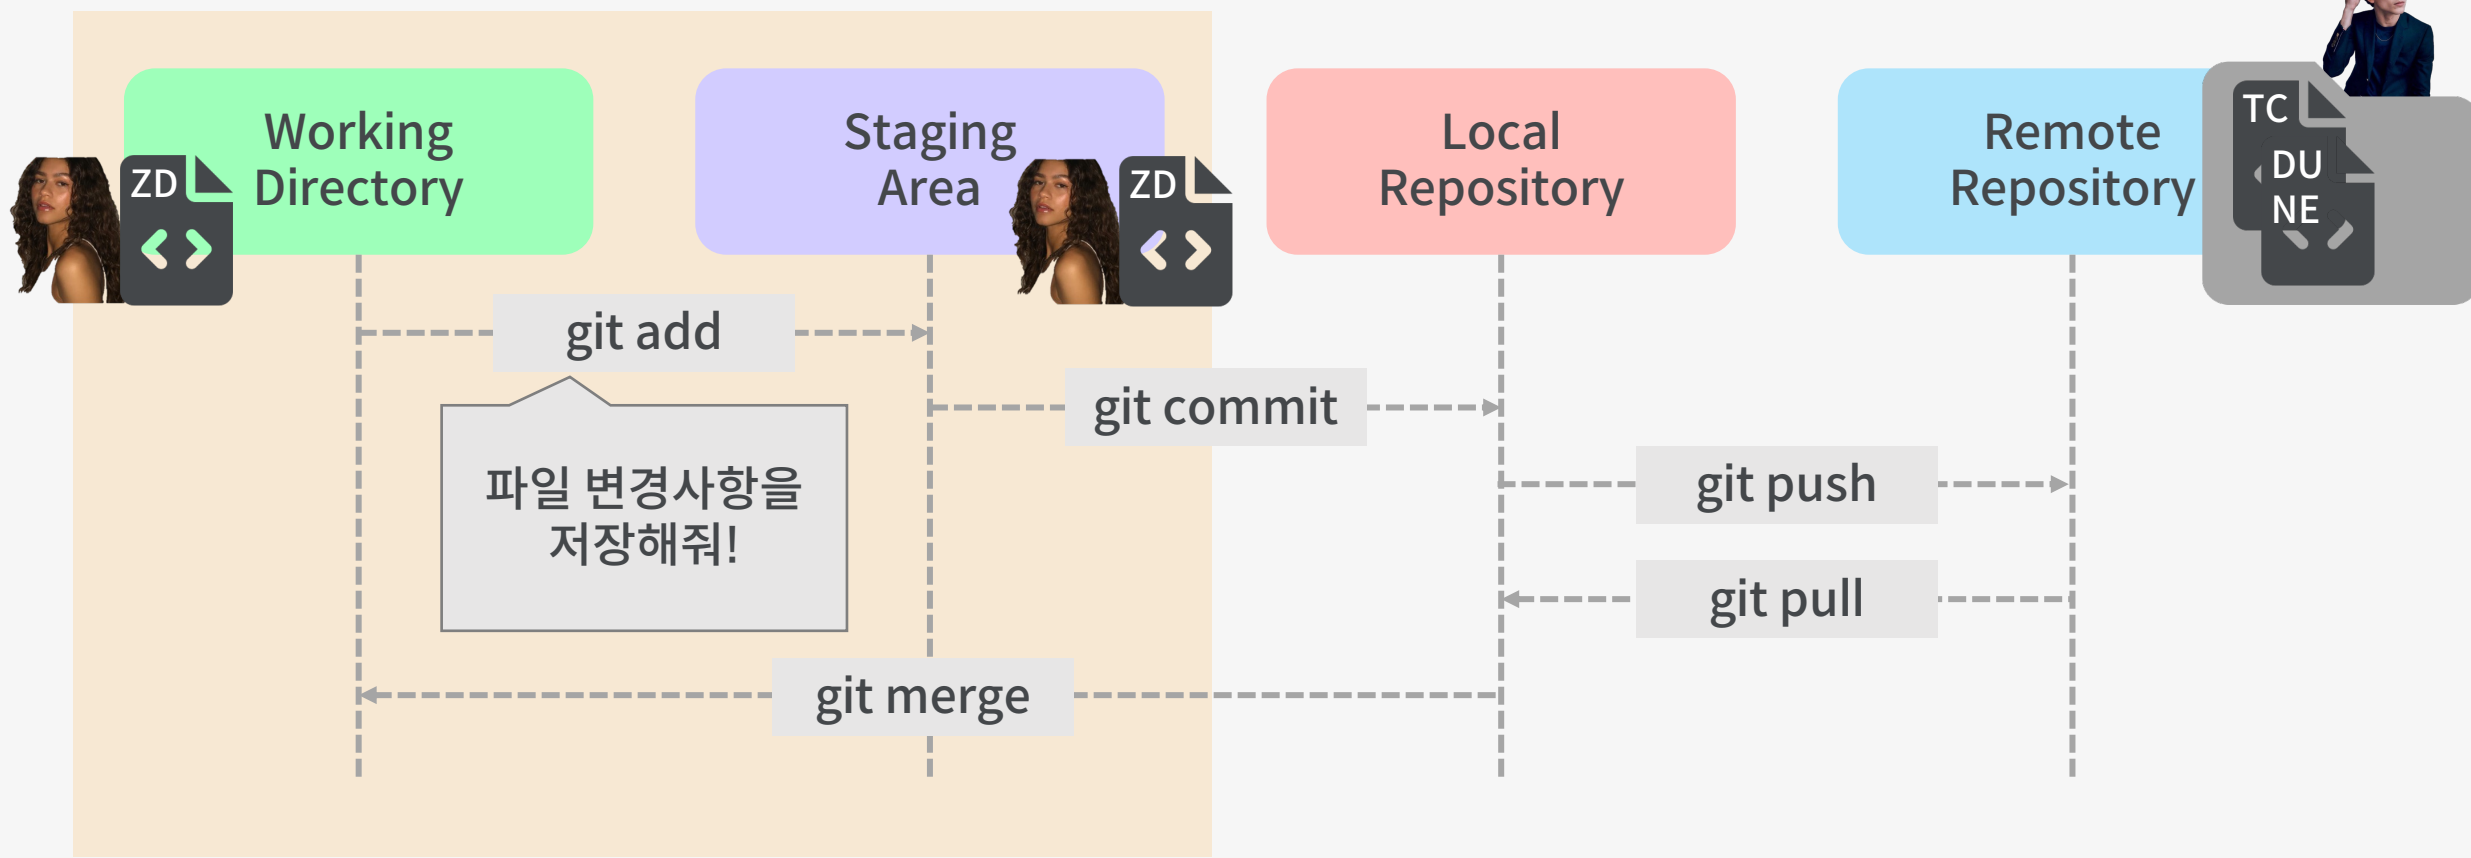 Working
Directory
Staging
Area
Local
Repository
Remote
Repository
ZD
ZD
TC
DU
NE
git add
git commit
파일 변경사항을
저장해줘!
git push
git pull
git merge